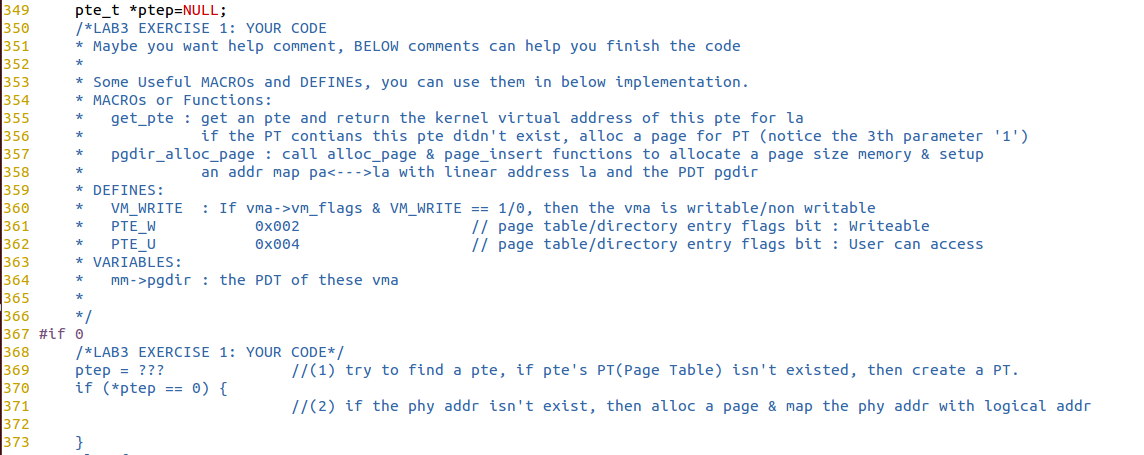 349     pte_t *ptep=NULL;
350     /*LAB3 EXERCISE 1: YOUR CODE
351     * Maybe you want help comment, BELOW comments can help you finish the code
352     *
353     * Some Useful MACROs and DEFINEs, you can use them in below implementation.
354     * MACROs or Functions:
355     *   get_pte : get an pte and return the kernel virtual address of this pte for la
356     *             if the PT contians this pte didn't exist, alloc a page for PT (notice the 3th parameter '1')
357     *   pgdir_alloc_page : call alloc_page & page_insert functions to allocate a page size memory & setup
358     *             an addr map pa<--->la with linear address la and the PDT pgdir
359     * DEFINES:
360     *   VM_WRITE  : If vma->vm_flags & VM_WRITE == 1/0, then the vma is writable/non writable
361     *   PTE_W           0x002                   // page table/directory entry flags bit : Writeable
362     *   PTE_U           0x004                   // page table/directory entry flags bit : User can access
363     * VARIABLES:
364     *   mm->pgdir : the PDT of these vma
365     *
366     */
367 #if 0
368     /*LAB3 EXERCISE 1: YOUR CODE*/
369     ptep = ???              //(1) try to find a pte, if pte's PT(Page Table) isn't existed, then create a PT.
370     if (*ptep == 0) {
371                             //(2) if the phy addr isn't exist, then alloc a page & map the phy addr with logical addr
372
373     }